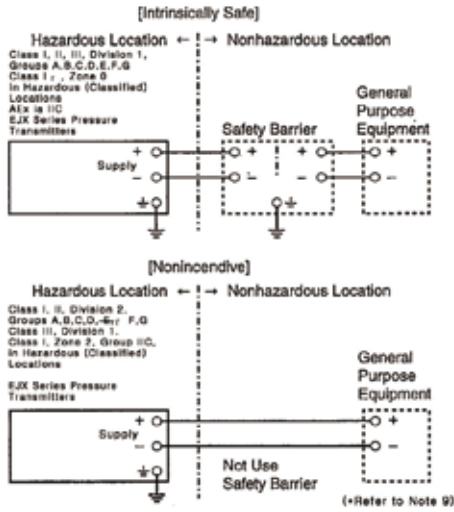 [Intrinsically Safe]
Hazardous Location ← → Nonhazardous Location
Class I, II, III, Division 1,
Groups A,B,C,D,E,F,G
Class I , Zone 0
in Hazardous (Classified)
Locations
AEx ia IIC
EJX Series Pressure
Transmitters
General
Purpose
Equipment
Safety Barrier
Supply
+
−
+
−
+
−
+
−
[Nonincendive]
Hazardous Location ← → Nonhazardous Location
Class I, II, Division 2,
Groups A,B,C,D, F,G
Class III, Division 1,
Class I, Zone 2, Group IIC,
in Hazardous (Classified)
Locations
EJX Series Pressure
Transmitters
General
Purpose
Equipment
Supply
+
−
+
−
Not Use
Safety Barrier
(*Refer to Note 9)